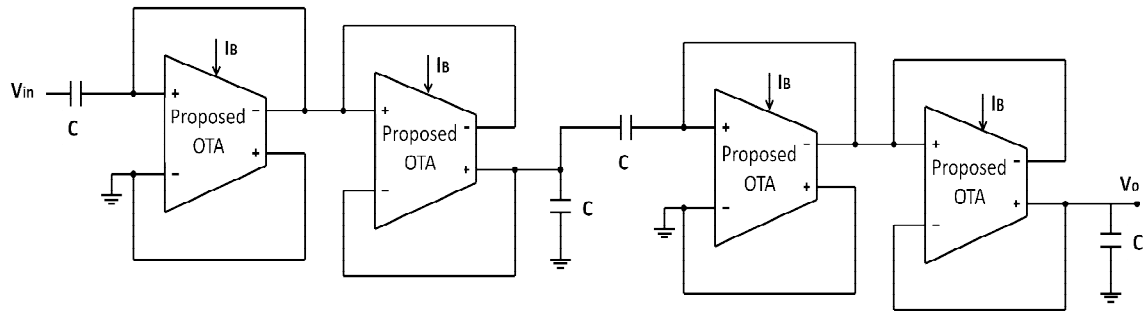 Vin
C
IB
+
-
Proposed
OTA
+
-
IB
+
-
Proposed
OTA
+
-
C
C
IB
+
-
Proposed
OTA
+
-
IB
+
-
Proposed
OTA
+
-
Vo
C